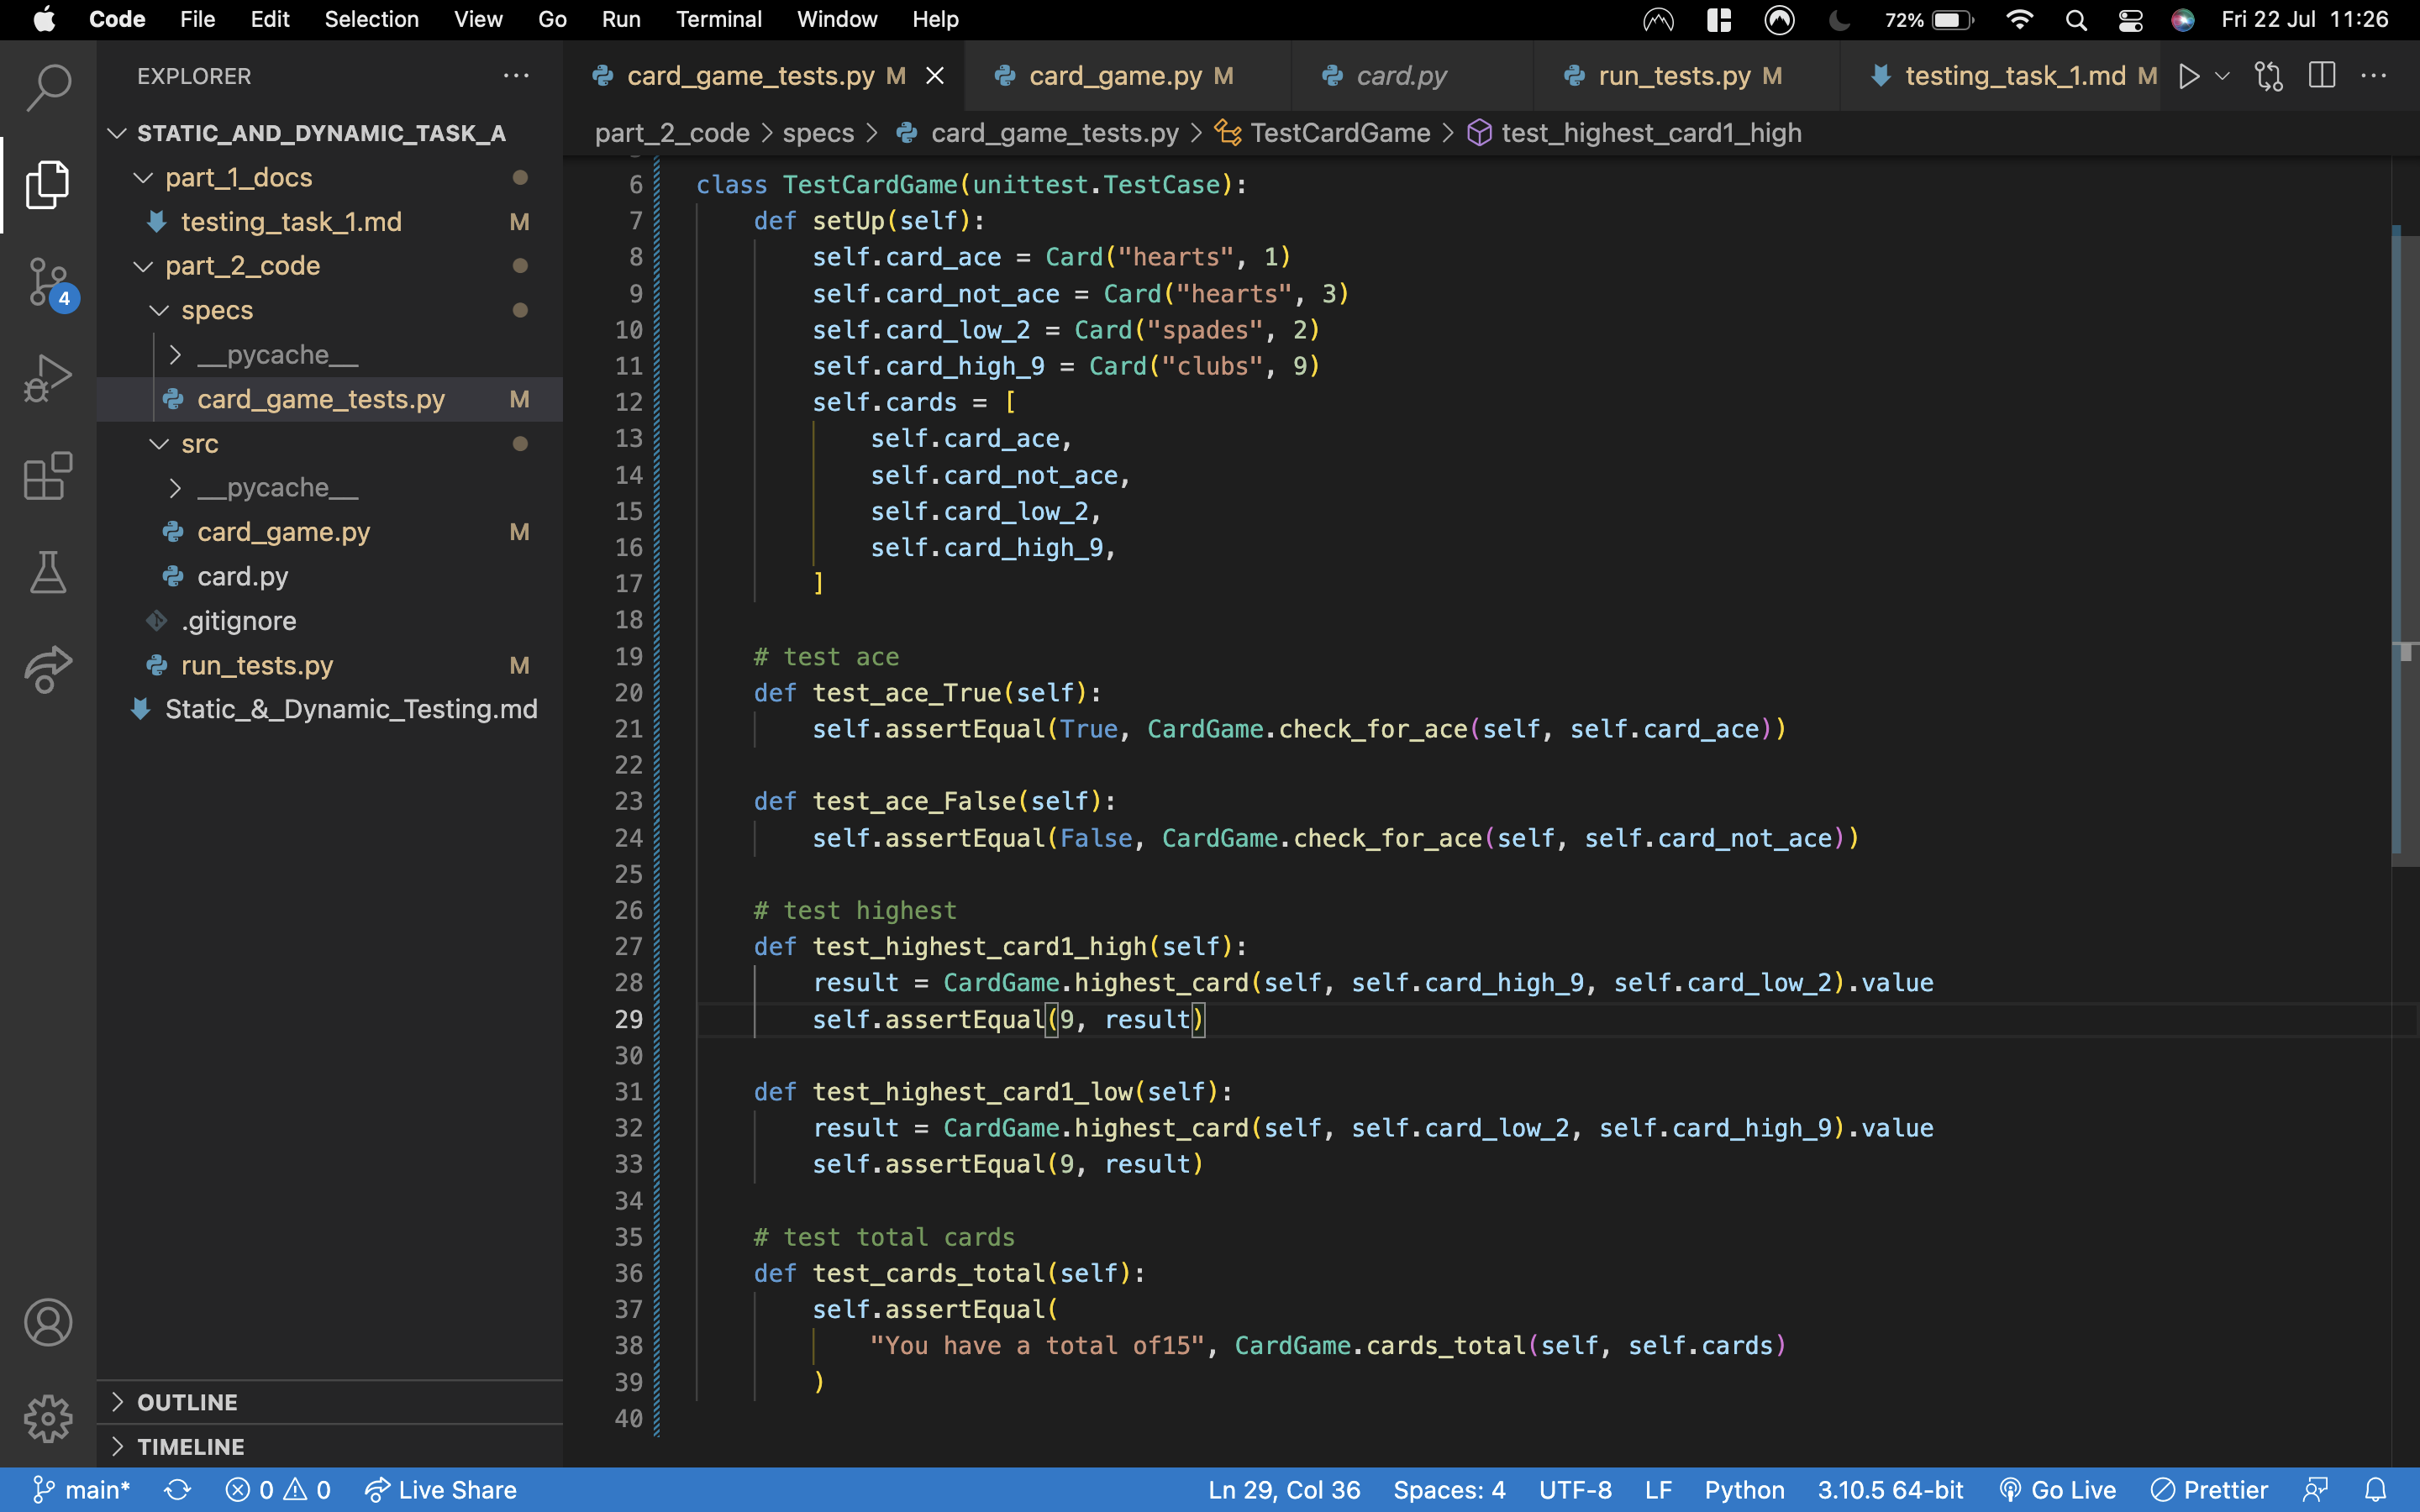 Code File Edit Selection View Go Run Terminal Window Help 72% Fri 22 Jul 11:26
EXPLORER ···
card_game_tests.py M card_game.py M card.py run_tests.py M testing_task_1.md M
part_2_code > specs > card_game_tests.py > TestCardGame > test_highest_card1_high
STATIC_AND_DYNAMIC_TASK_A
part_1_docs
testing_task_1.md M
part_2_code
specs
__pycache__
card_game_tests.py M
src
__pycache__
card_game.py M
card.py
.gitignore
run_tests.py M
Static_&_Dynamic_Testing.md
OUTLINE
TIMELINE
4
6 class TestCardGame(unittest.TestCase):
7 def setUp(self):
8 self.card_ace = Card("hearts", 1)
9 self.card_not_ace = Card("hearts", 3)
10 self.card_low_2 = Card("spades", 2)
11 self.card_high_9 = Card("clubs", 9)
12 self.cards = [
13 self.card_ace,
14 self.card_not_ace,
15 self.card_low_2,
16 self.card_high_9,
17 ]
18
19 # test ace
20 def test_ace_True(self):
21 self.assertEqual(True, CardGame.check_for_ace(self, self.card_ace))
22
23 def test_ace_False(self):
24 self.assertEqual(False, CardGame.check_for_ace(self, self.card_not_ace))
25
26 # test highest
27 def test_highest_card1_high(self):
28 result = CardGame.highest_card(self, self.card_high_9, self.card_low_2).value
29 self.assertEqual(9, result)
30
31 def test_highest_card1_low(self):
32 result = CardGame.highest_card(self, self.card_low_2, self.card_high_9).value
33 self.assertEqual(9, result)
34
35 # test total cards
36 def test_cards_total(self):
37 self.assertEqual(
38 "You have a total of15", CardGame.cards_total(self, self.cards)
39 )
40
main* 0 0 Live Share Ln 29, Col 36 Spaces: 4 UTF-8 LF Python 3.10.5 64-bit Go Live Prettier